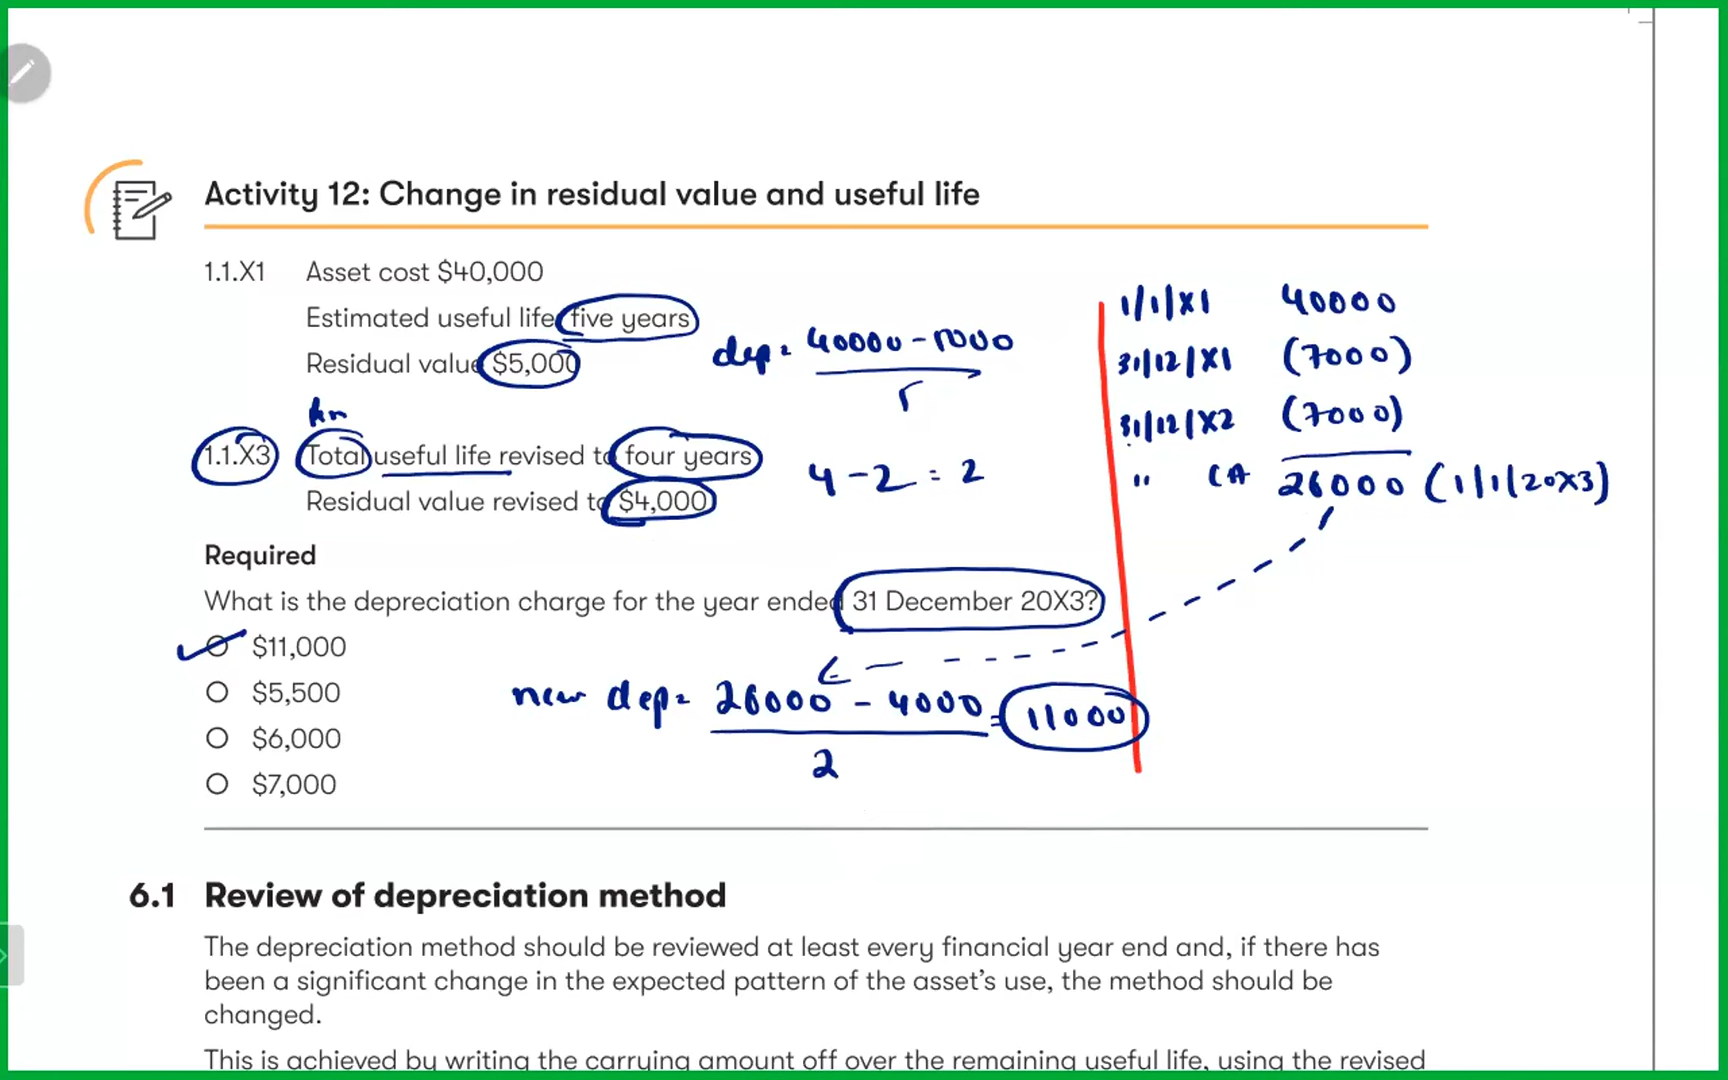 Activity 12: Change in residual value and useful life
1.1.X1 Asset cost $40,000
Estimated useful life five years
Residual value $5,000
1.1.X3 Total useful life revised to four years
Residual value revised to $4,000
Required
What is the depreciation charge for the year ended 31 December 20X3?
$11,000
$5,500
$6,000
$7,000
dep = 40000 - 5000
5
4 - 2 = 2
1/1/X1 40000
31/12/X1 (7000)
31/12/X2 (7000)
" CA 26000 (1/1/20X3)
new dep = 26000 - 4000 = 11000
2
6.1 Review of depreciation method
The depreciation method should be reviewed at least every financial year end and, if there has
been a significant change in the expected pattern of the asset's use, the method should be
changed.
This is achieved by writing the carrying amount off over the remaining useful life, using the revised